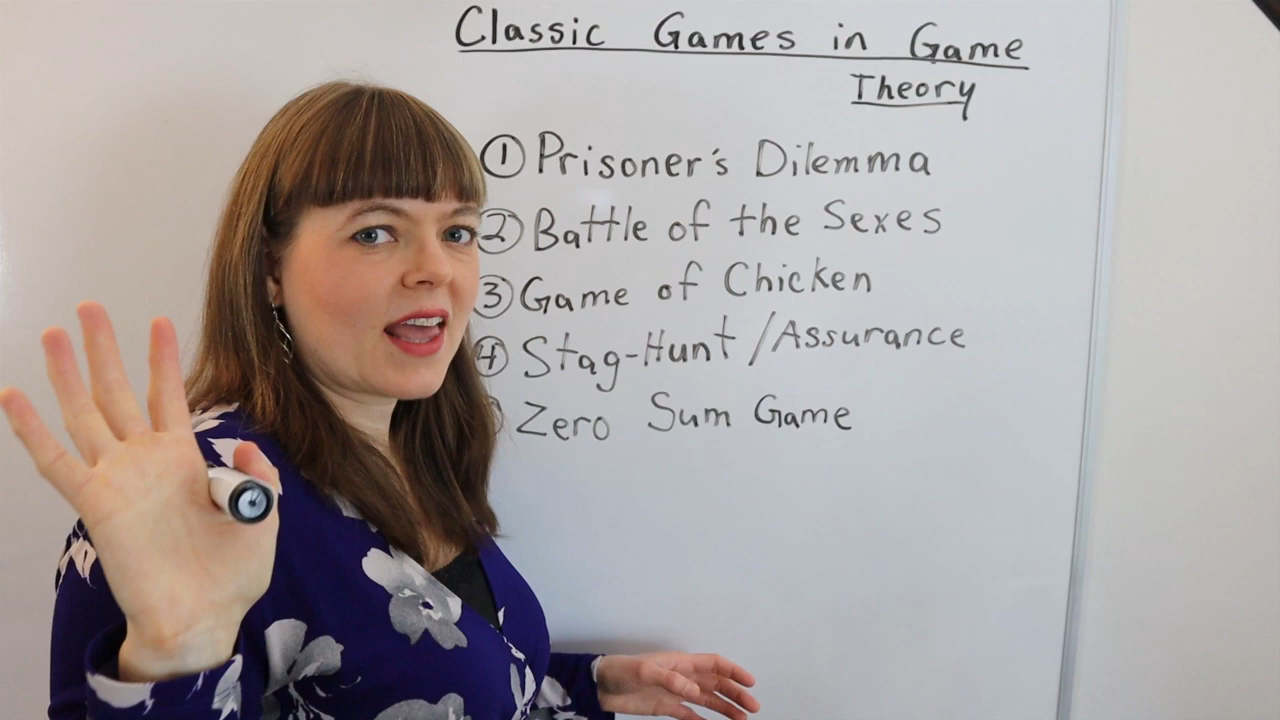 Classic Games in Game
Theory
① Prisoner's Dilemma
② Battle of the Sexes
③ Game of Chicken
④ Stag-Hunt / Assurance
Zero Sum Game